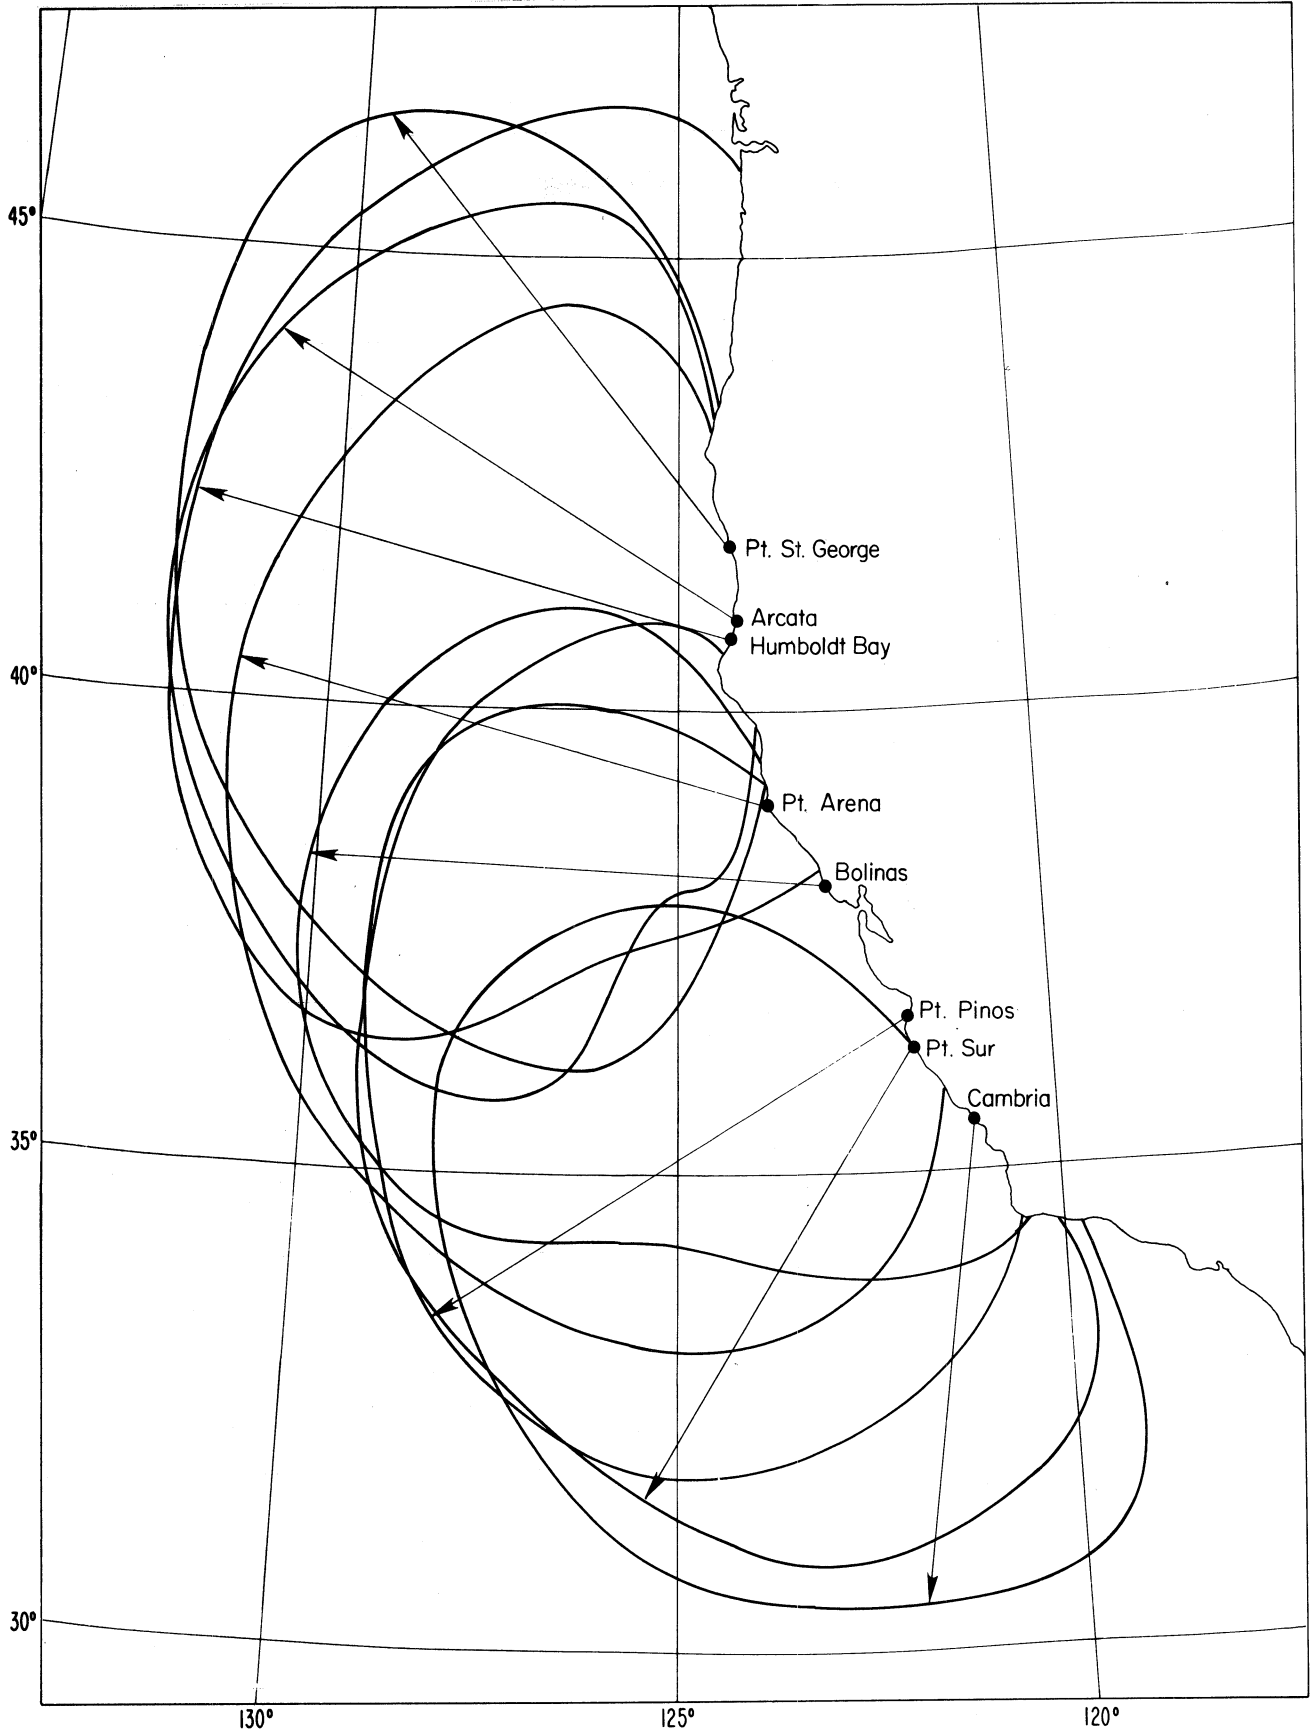 45°
Pt. St. George
Arcata
Humboldt Bay
40°
Pt. Arena
Bolinas
Pt. Pinos
Pt. Sur
Cambria
35°
30°
130°
125°
120°